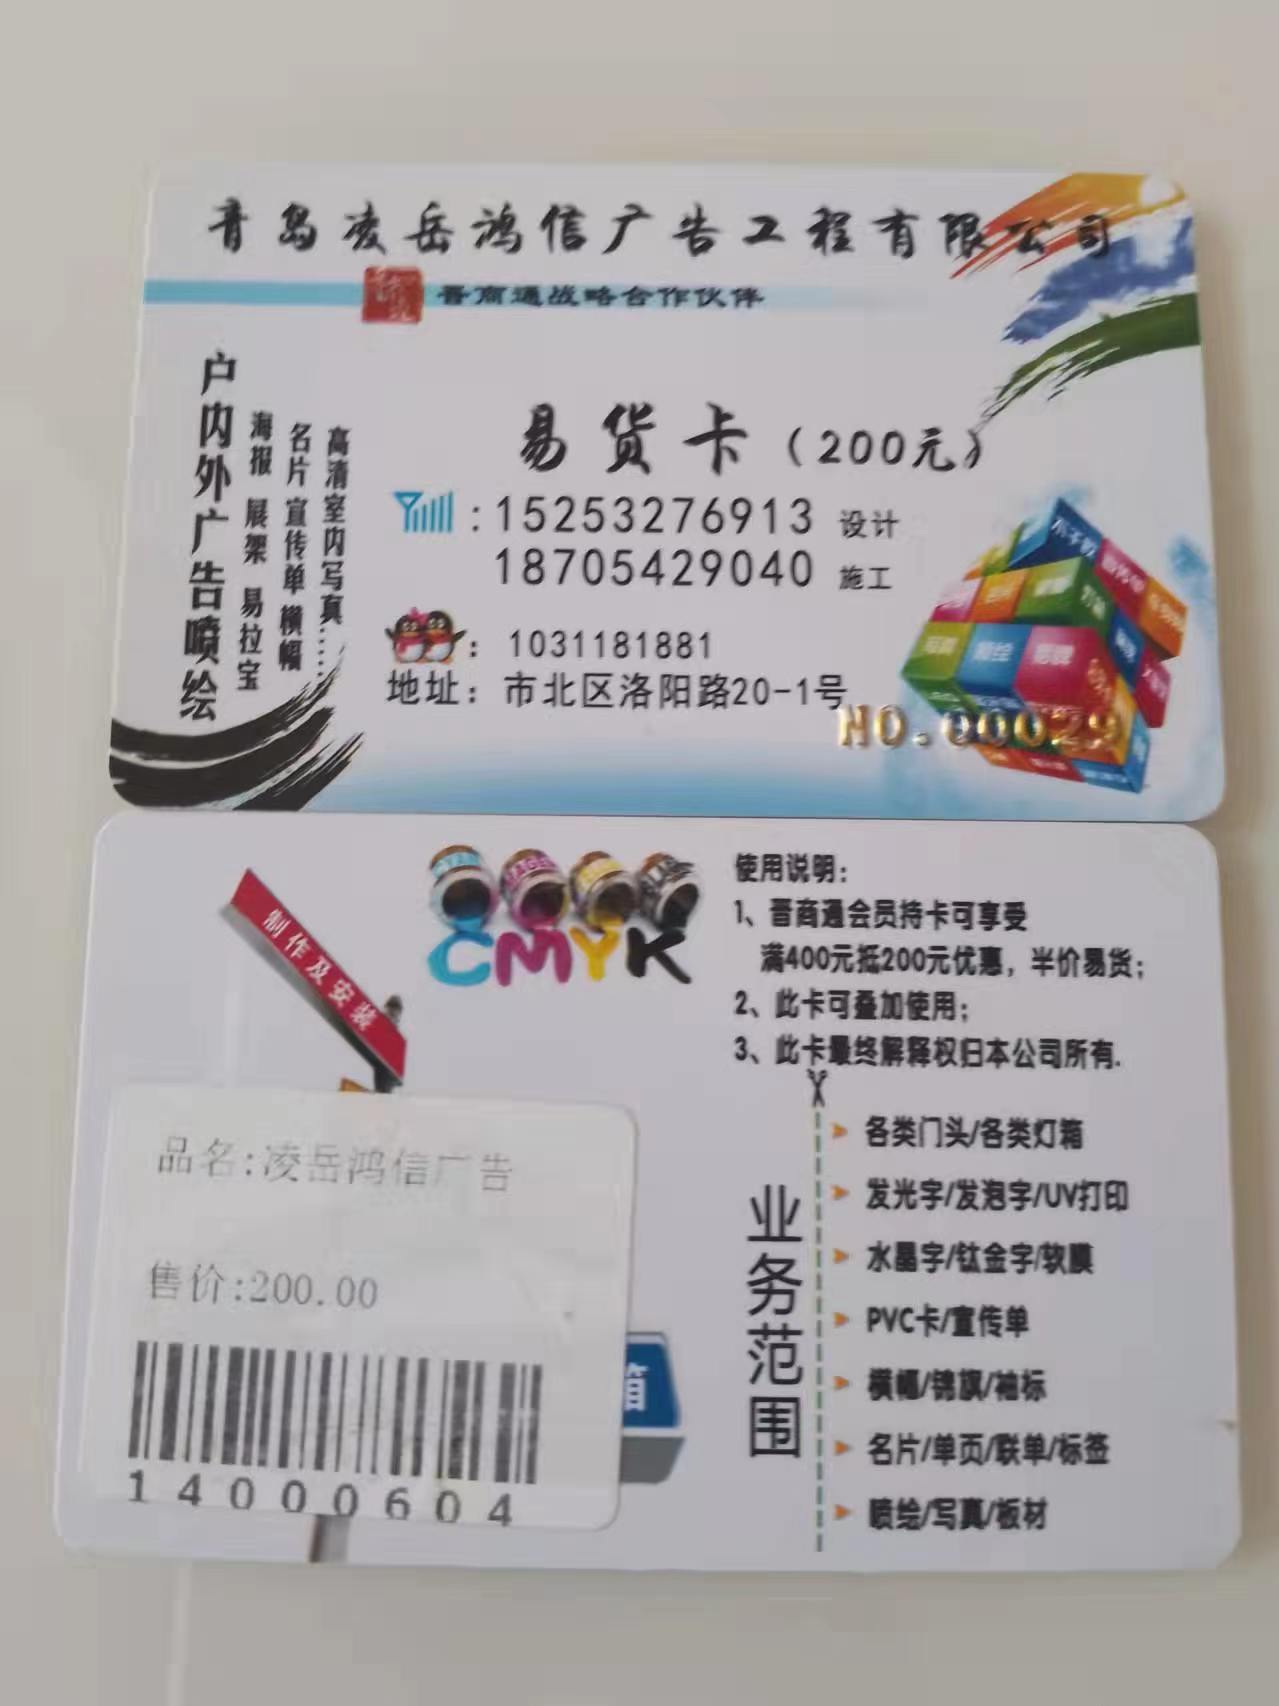 青岛凌岳鸿信广告工程有限公司
晋商通战略合作伙伴
户内外广告喷绘
海报 展架 易拉宝
名片 宣传单 横幅
高清室内写真......
易货卡（200元）
:15253276913 设计
18705429040 施工
: 1031181881
地址: 市北区洛阳路20-1号
NO.00029
制作及安装
CMYK
使用说明:
1、晋商通会员持卡可享受
满400元抵200元优惠，半价易货；
2、此卡可叠加使用；
3、此卡最终解释权归本公司所有.
业务范围
各类门头/各类灯箱
发光字/发泡字/UV打印
水晶字/钛金字/软膜
PVC卡/宣传单
横幅/锦旗/袖标
名片/单页/联单/标签
喷绘/写真/板材
品名:凌岳鸿信广告
售价:200.00
14000604
箱